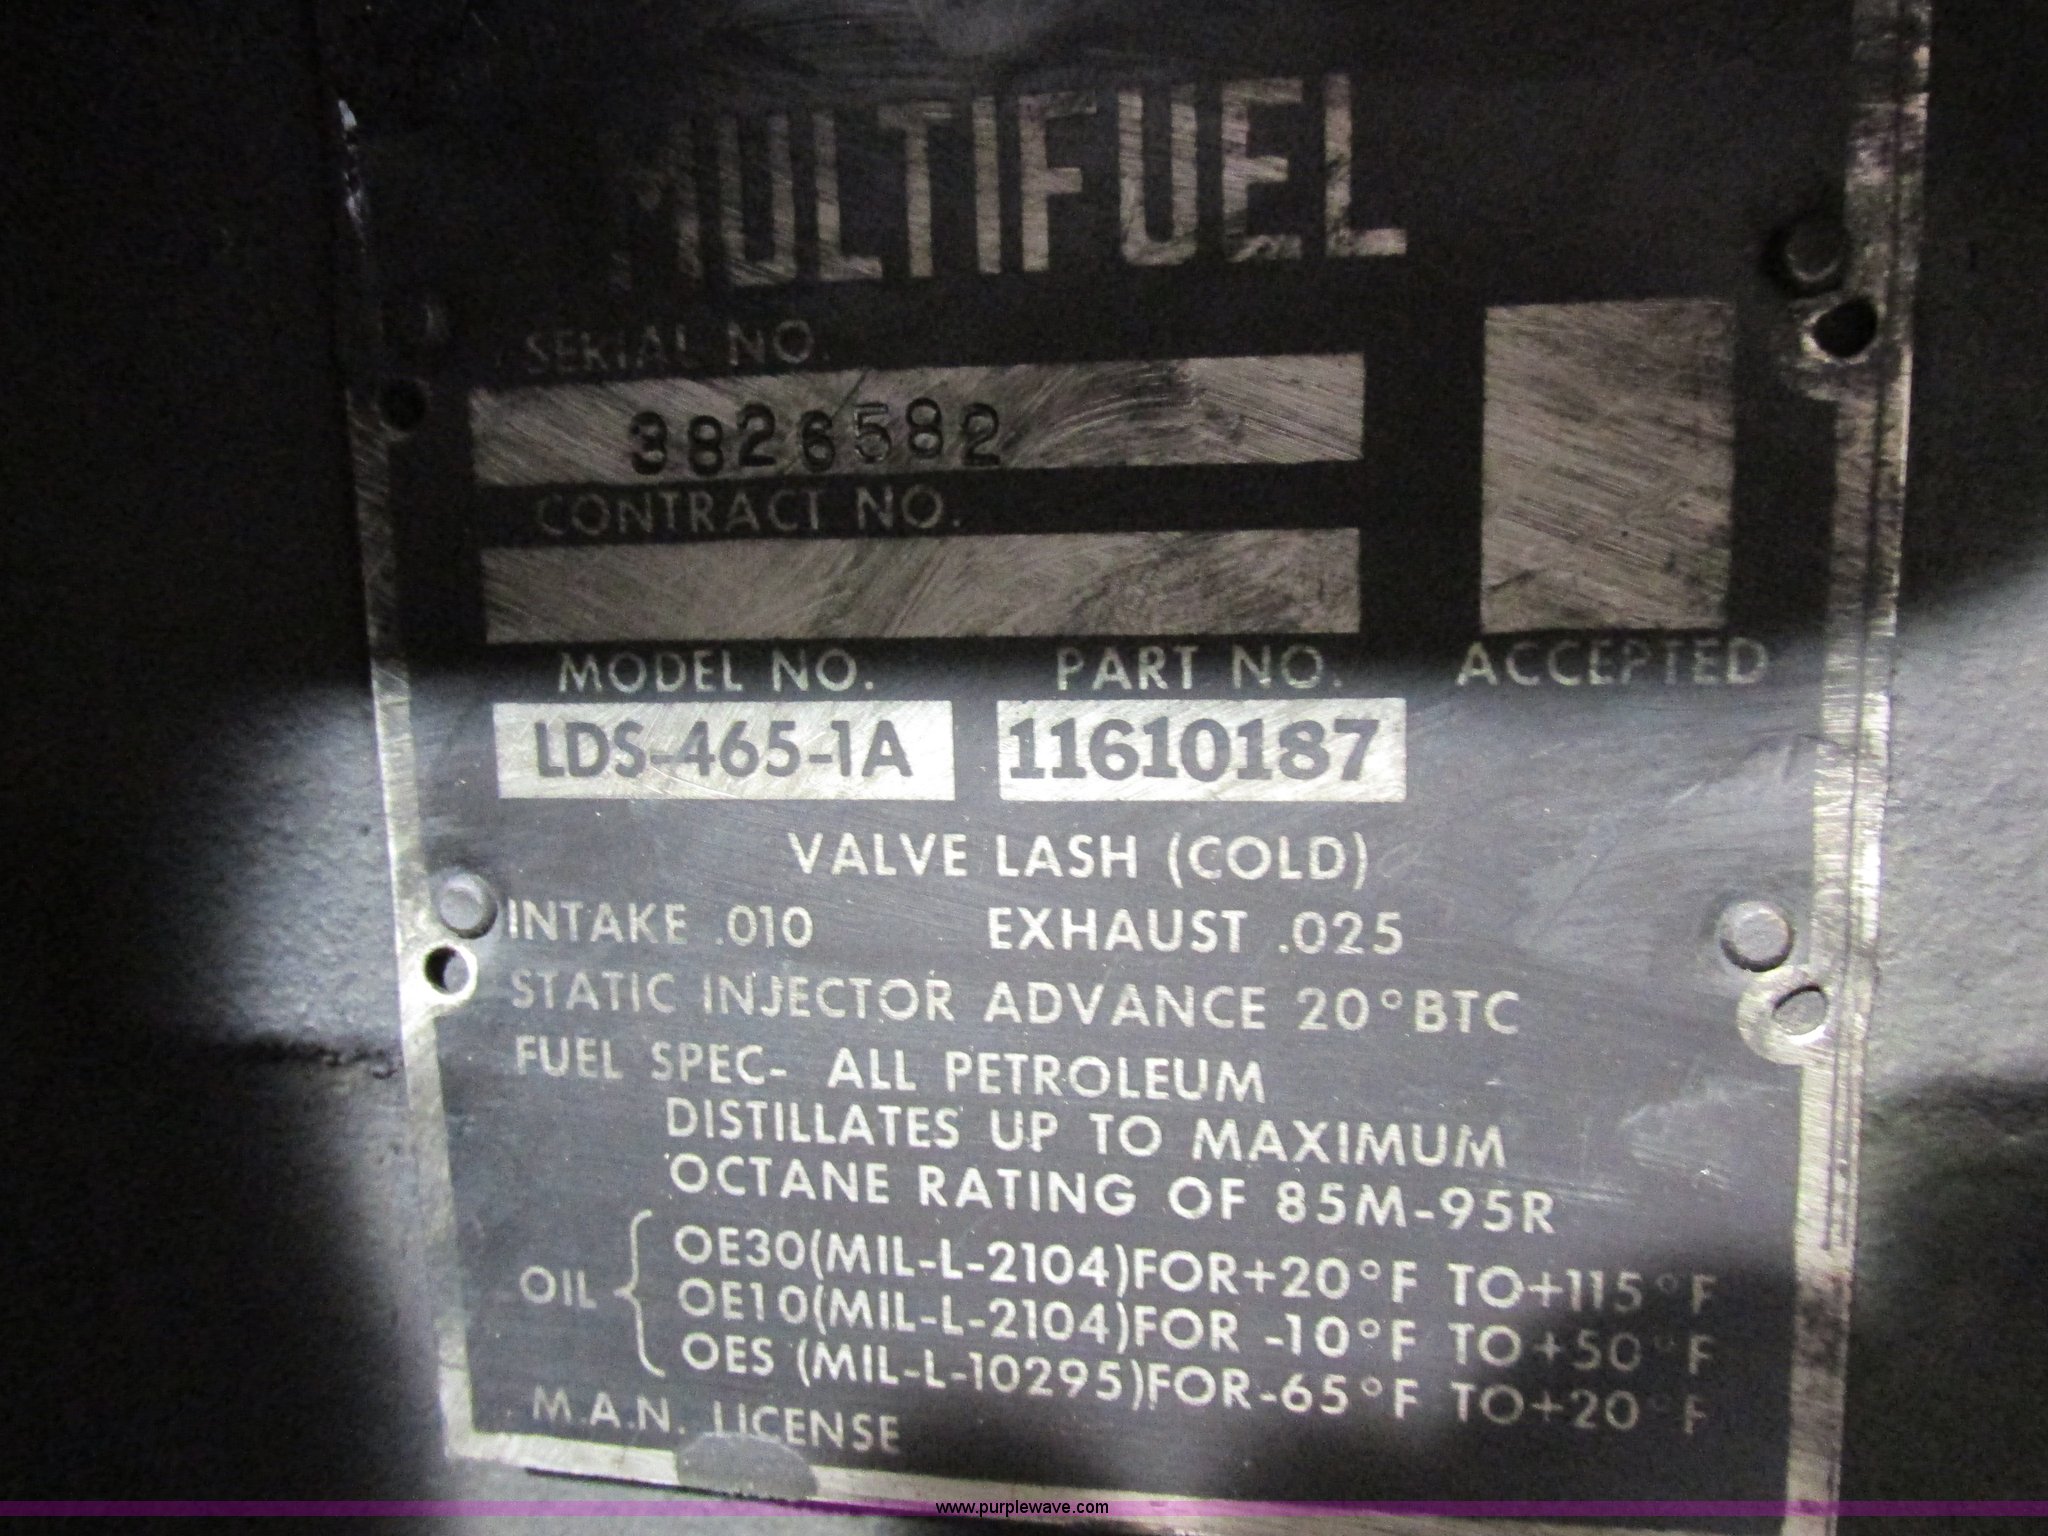 MULTIFUEL
SERIAL NO.
3826582
CONTRACT NO.
MODEL NO. PART NO. ACCEPTED
LDS-465-1A 11610187
VALVE LASH (COLD)
INTAKE .010 EXHAUST .025
STATIC INJECTOR ADVANCE 20°BTC
FUEL SPEC- ALL PETROLEUM
DISTILLATES UP TO MAXIMUM
OCTANE RATING OF 85M-95R
OIL { OE30(MIL-L-2104)FOR+20°F TO+115°F
OE10(MIL-L-2104)FOR -10°F TO+50°F
OES (MIL-L-10295)FOR-65°F TO+20°F
M.A.N. LICENSE
www.purplewave.com